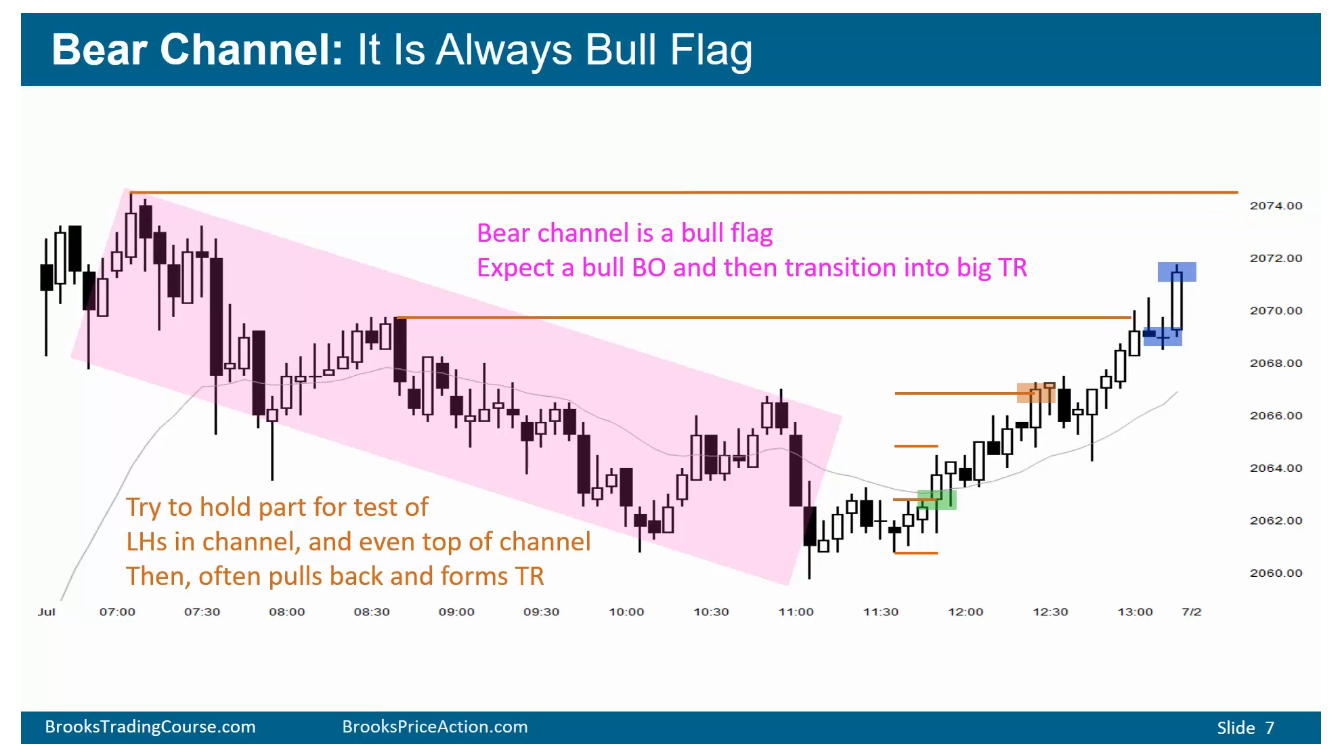 Bear Channel: It Is Always Bull Flag
Bear channel is a bull flag
Expect a bull BO and then transition into big TR
Try to hold part for test of
LHs in channel, and even top of channel
Then, often pulls back and forms TR
2074.00
2072.00
2070.00
2068.00
2066.00
2064.00
2062.00
2060.00
Jul 07:00 07:30 08:00 08:30 09:00 09:30 10:00 10:30 11:00 11:30 12:00 12:30 13:00 7/2
BrooksTradingCourse.com BrooksPriceAction.com Slide 7